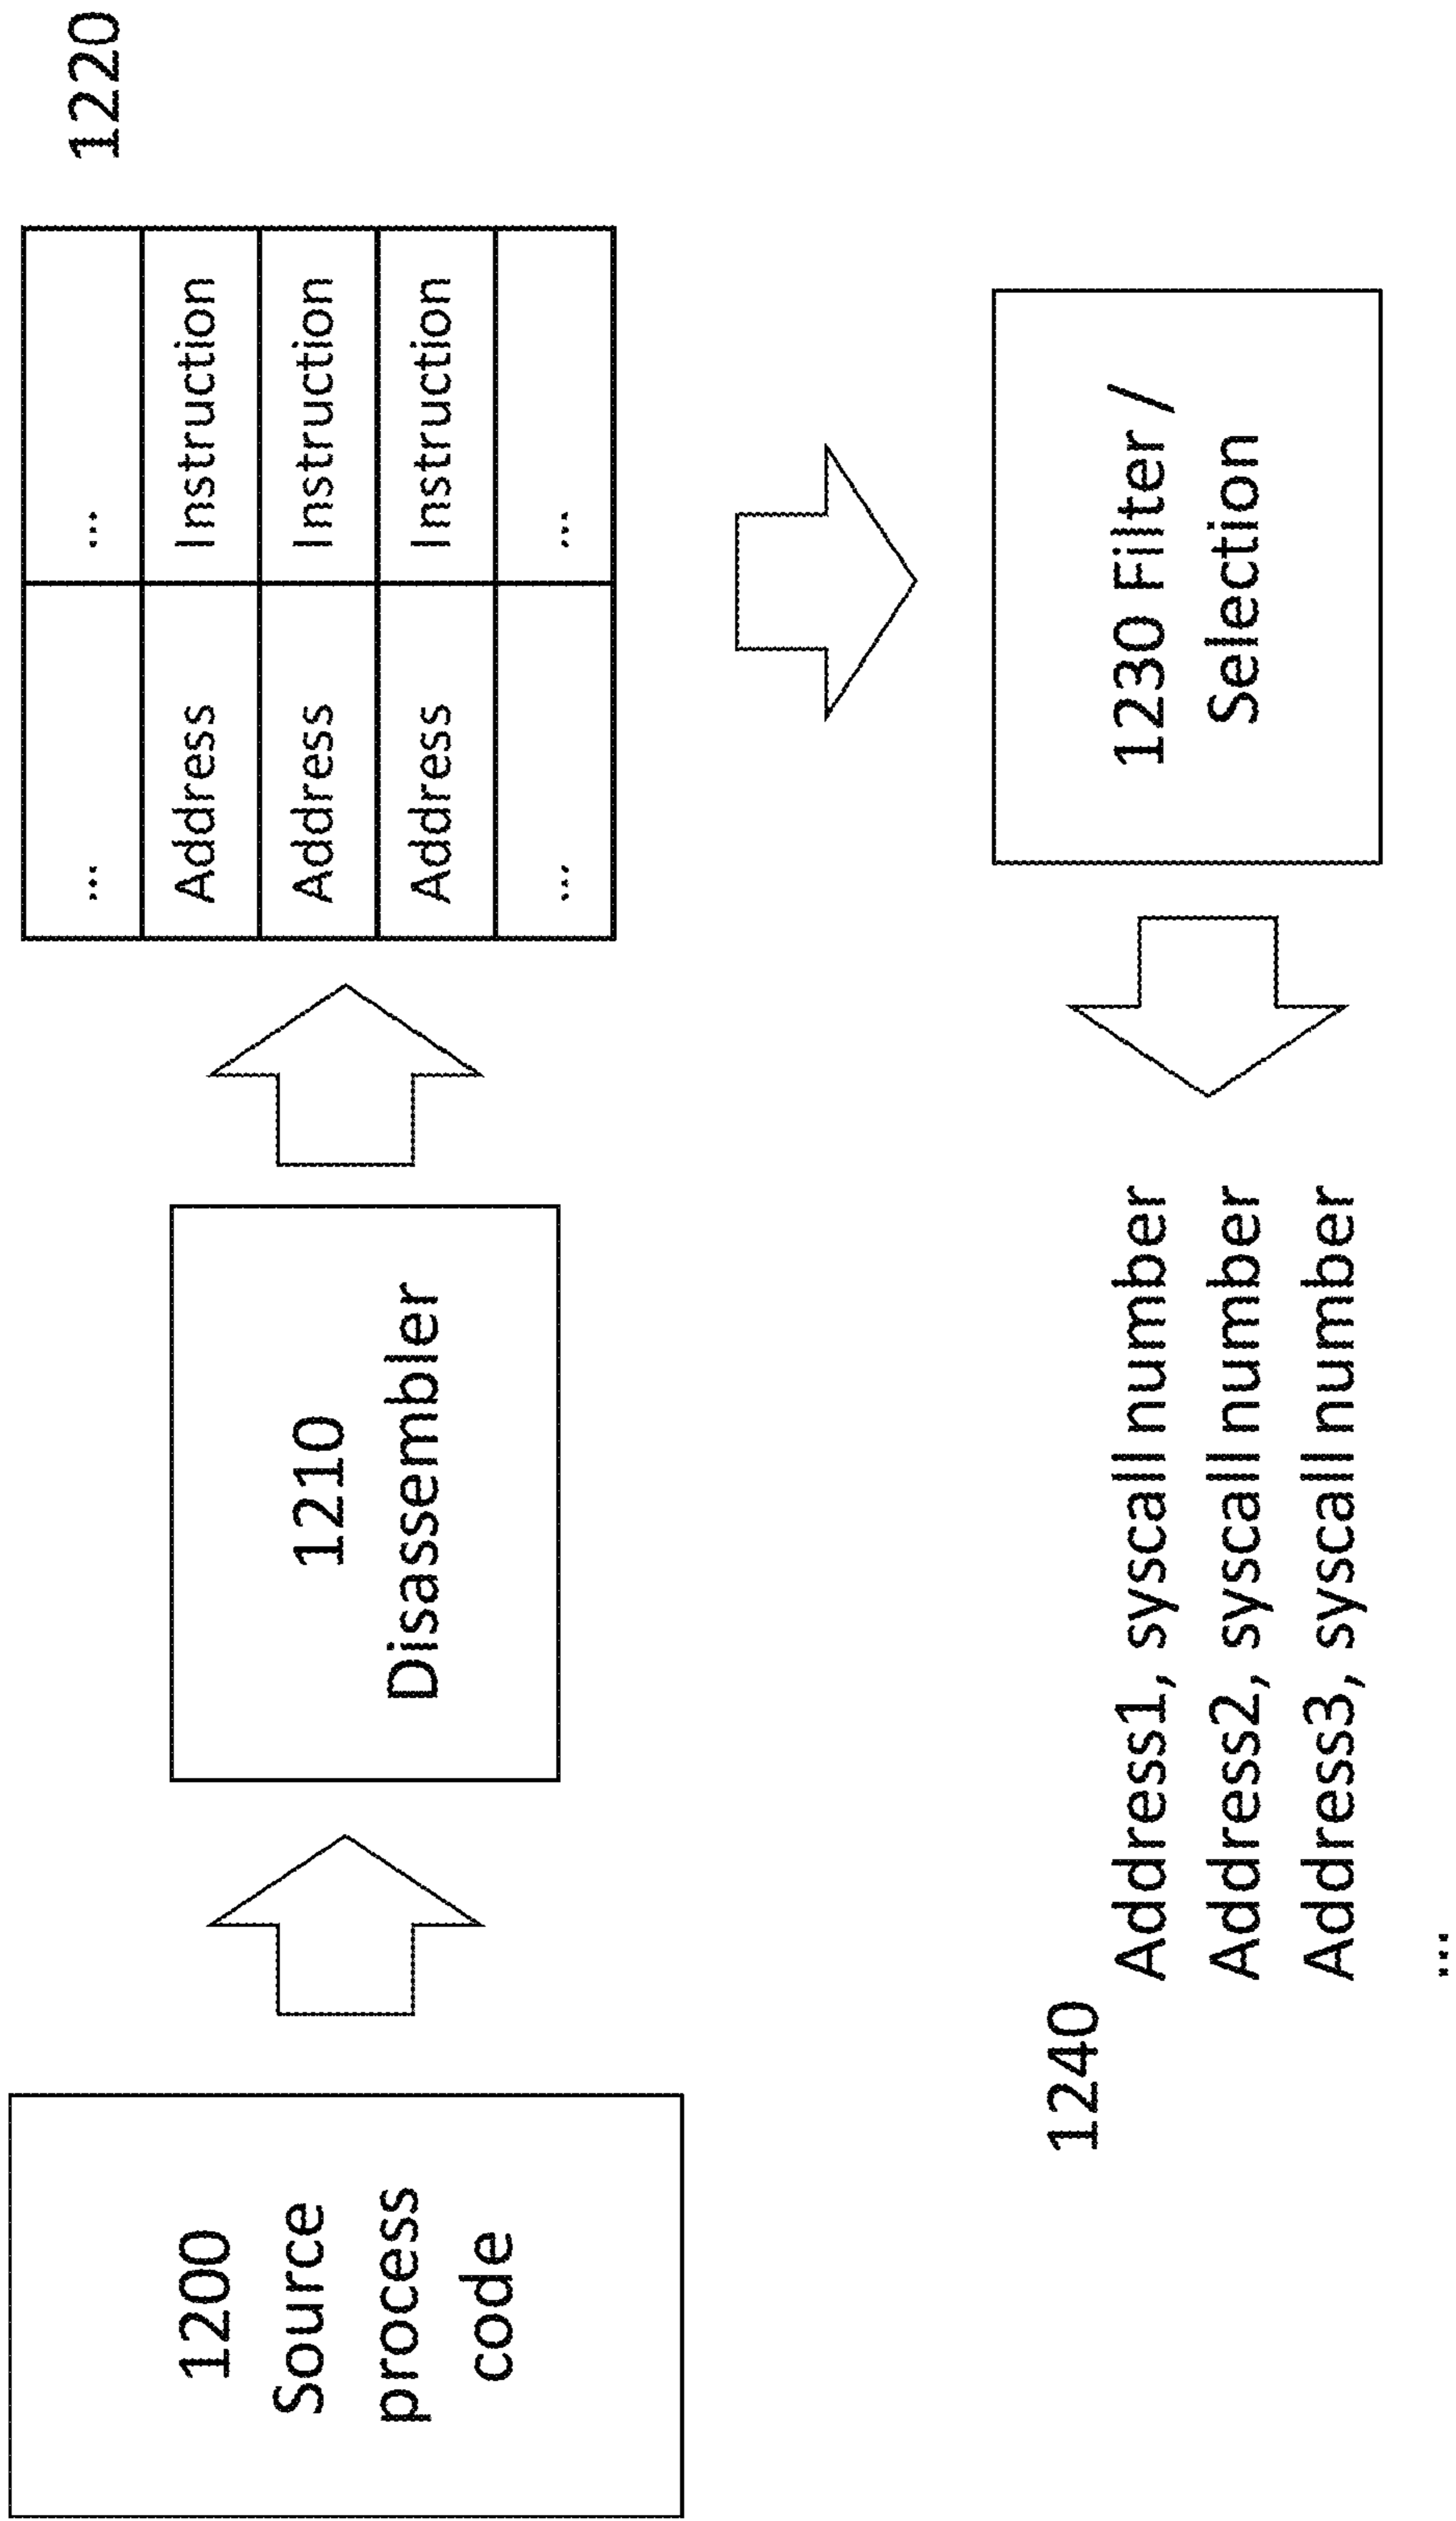 1200
Source
process
code
1210
Disassembler
1220
... ...
Address Instruction
Address Instruction
Address Instruction
... ...
1230 Filter /
Selection
1240
Address1, syscall number
Address2, syscall number
Address3, syscall number
...